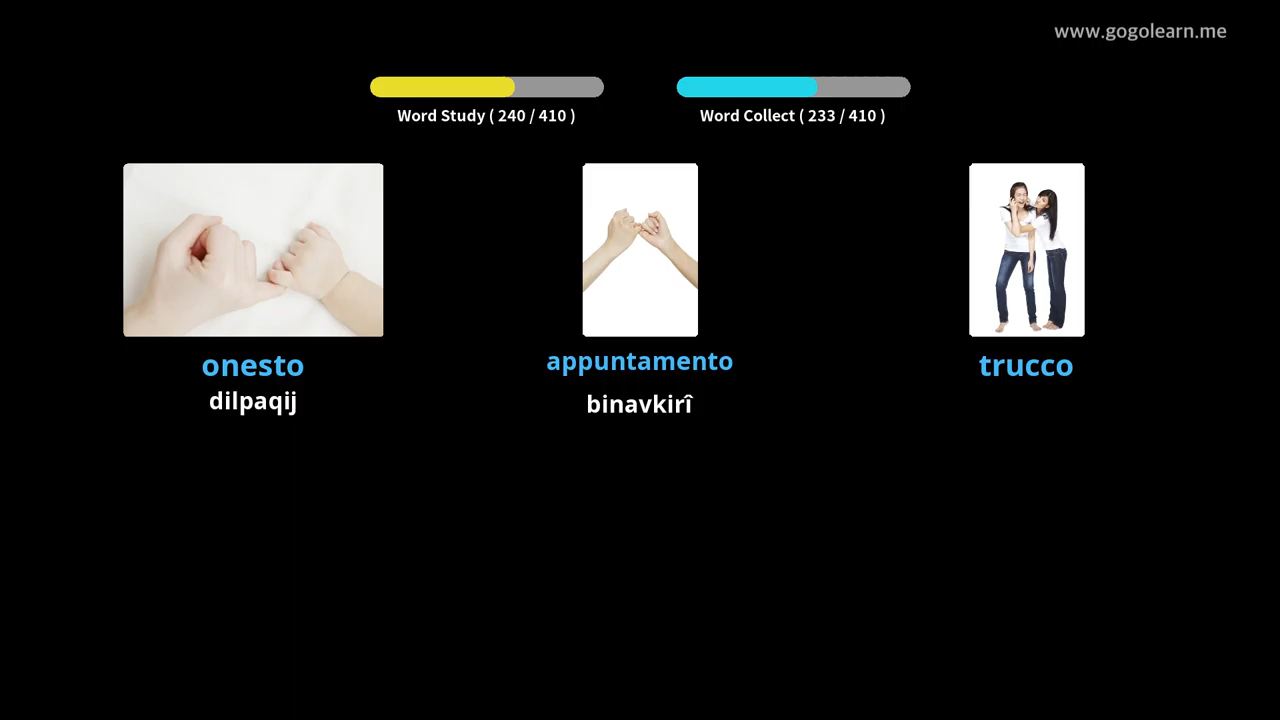 www.gogolearn.me
Word Study ( 240 / 410 )
Word Collect ( 233 / 410 )
onesto
dilpaqij
appuntamento
binavkirî
trucco